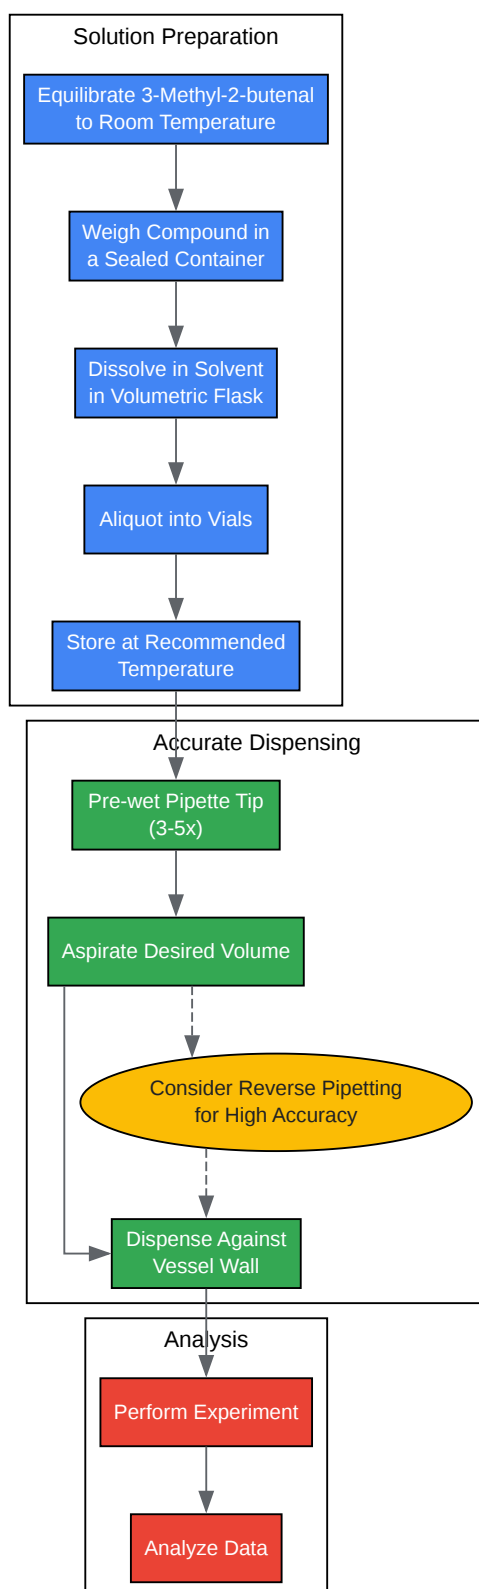 Solution Preparation
Equilibrate 3-Methyl-2-butenal
to Room Temperature
Weigh Compound in
a Sealed Container
Dissolve in Solvent
in Volumetric Flask
Aliquot into Vials
Store at Recommended
Temperature
Accurate Dispensing
Pre-wet Pipette Tip
(3-5x)
Aspirate Desired Volume
Consider Reverse Pipetting
for High Accuracy
Dispense Against
Vessel Wall
Analysis
Perform Experiment
Analyze Data